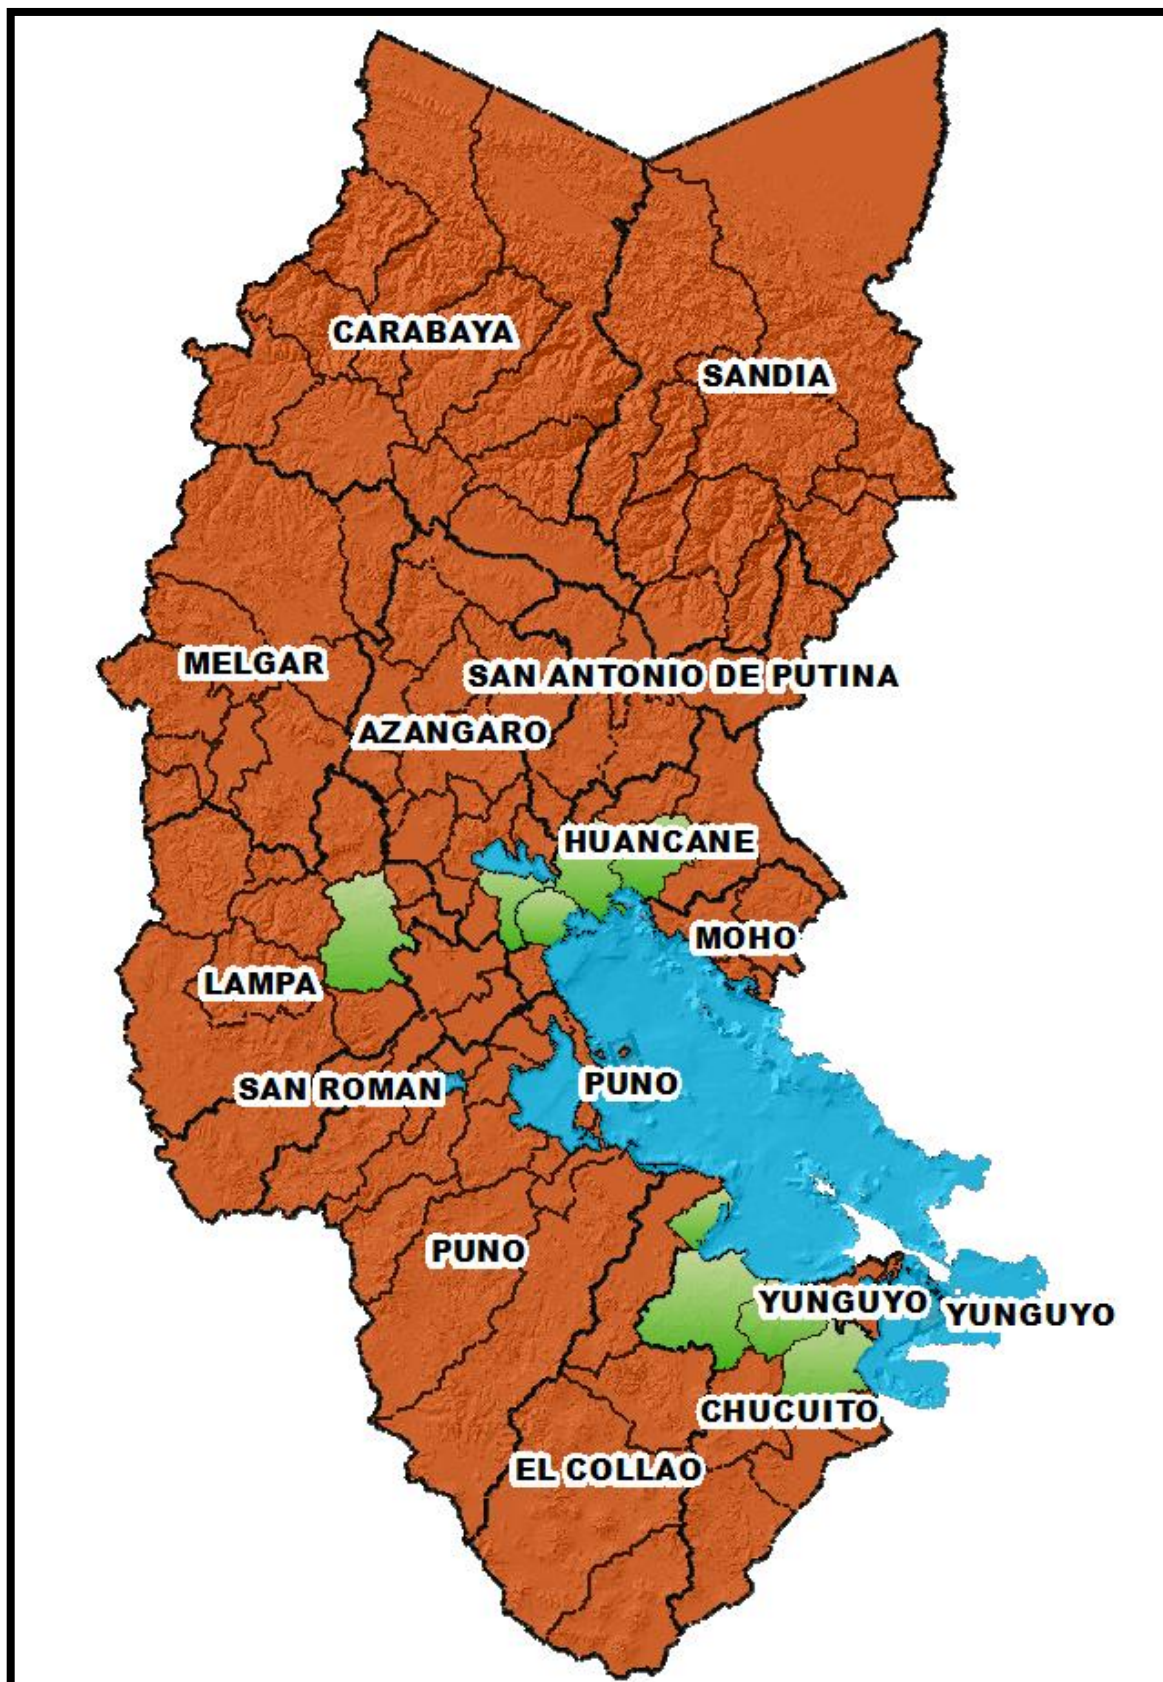 CARABAYA
SANDIA
MELGAR
SAN ANTONIO DE PUTINA
AZANGARO
HUANCANE
MOHO
LAMPA
SAN ROMAN
PUNO
PUNO
YUNGUYO
YUNGUYO
CHUCUITO
EL COLLAO